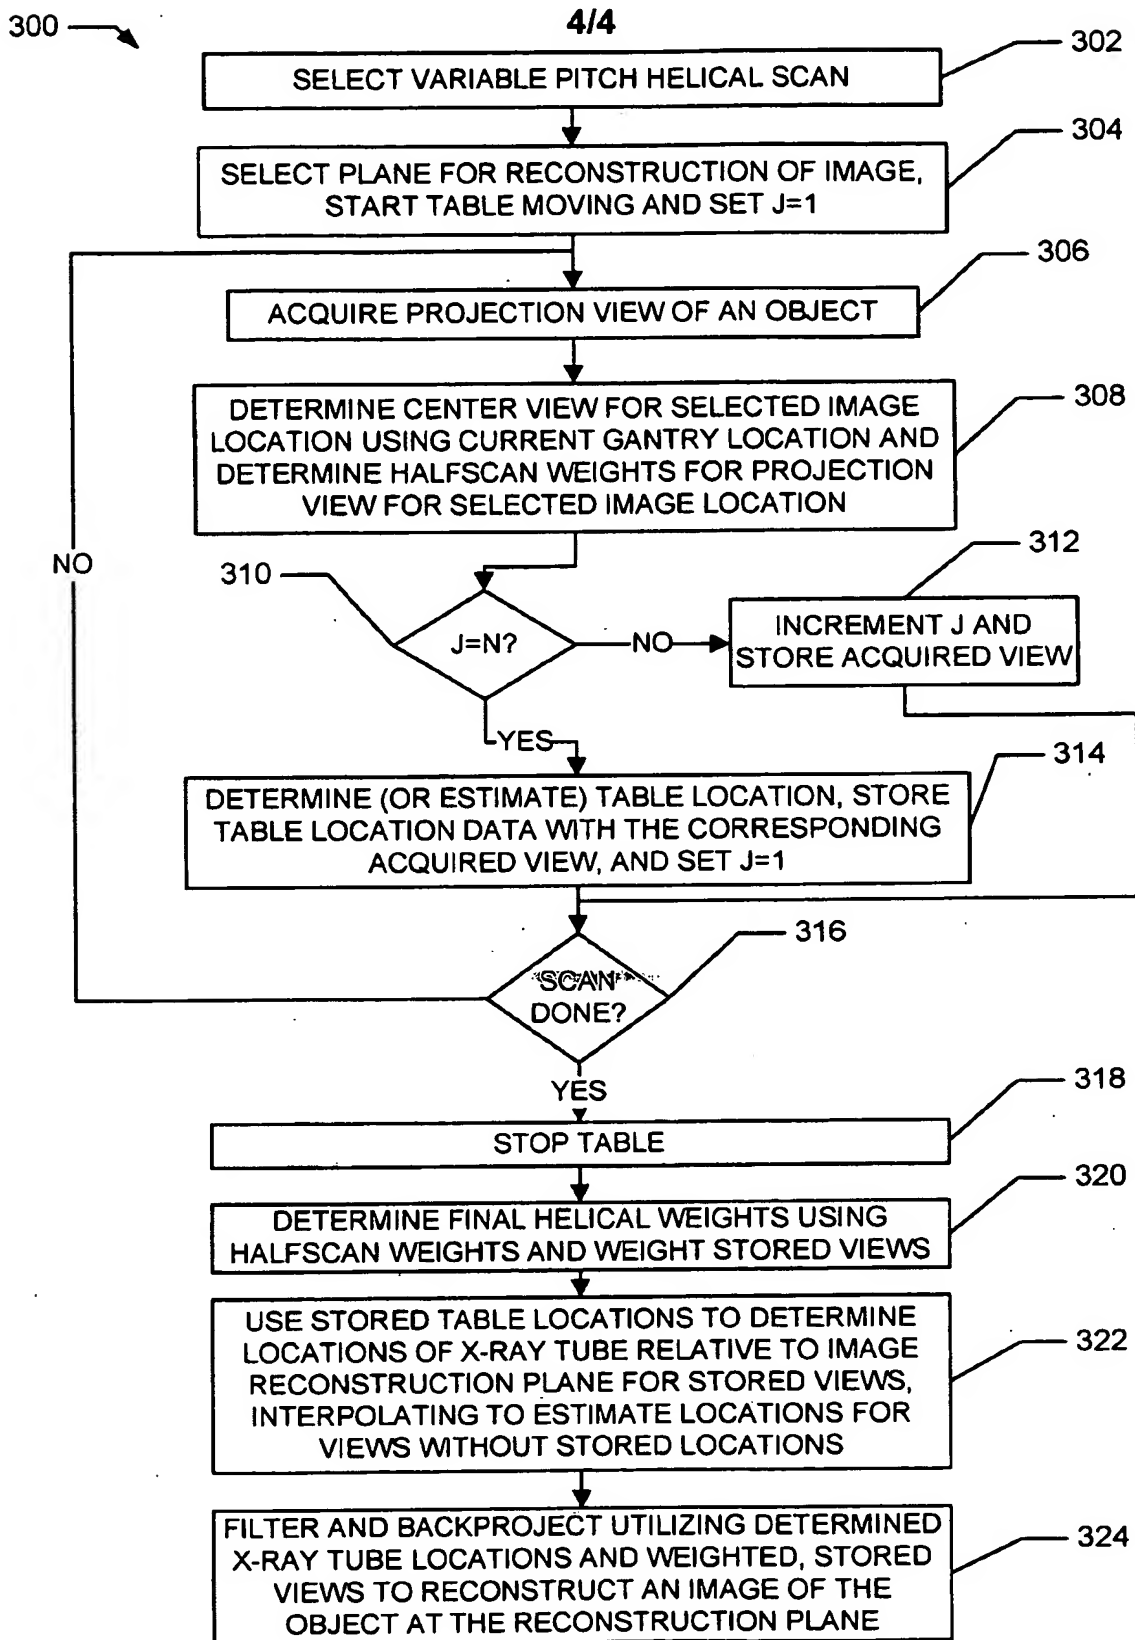 300
4/4
302
SELECT VARIABLE PITCH HELICAL SCAN
304
SELECT PLANE FOR RECONSTRUCTION OF IMAGE,
START TABLE MOVING AND SET J=1
306
ACQUIRE PROJECTION VIEW OF AN OBJECT
308
DETERMINE CENTER VIEW FOR SELECTED IMAGE
LOCATION USING CURRENT GANTRY LOCATION AND
DETERMINE HALFSCAN WEIGHTS FOR PROJECTION
VIEW FOR SELECTED IMAGE LOCATION
NO
310
J=N?
NO
312
INCREMENT J AND
STORE ACQUIRED VIEW
YES
314
DETERMINE (OR ESTIMATE) TABLE LOCATION, STORE
TABLE LOCATION DATA WITH THE CORRESPONDING
ACQUIRED VIEW, AND SET J=1
316
SCAN
DONE?
YES
318
STOP TABLE
320
DETERMINE FINAL HELICAL WEIGHTS USING
HALFSCAN WEIGHTS AND WEIGHT STORED VIEWS
322
USE STORED TABLE LOCATIONS TO DETERMINE
LOCATIONS OF X-RAY TUBE RELATIVE TO IMAGE
RECONSTRUCTION PLANE FOR STORED VIEWS,
INTERPOLATING TO ESTIMATE LOCATIONS FOR
VIEWS WITHOUT STORED LOCATIONS
324
FILTER AND BACKPROJECT UTILIZING DETERMINED
X-RAY TUBE LOCATIONS AND WEIGHTED, STORED
VIEWS TO RECONSTRUCT AN IMAGE OF THE
OBJECT AT THE RECONSTRUCTION PLANE